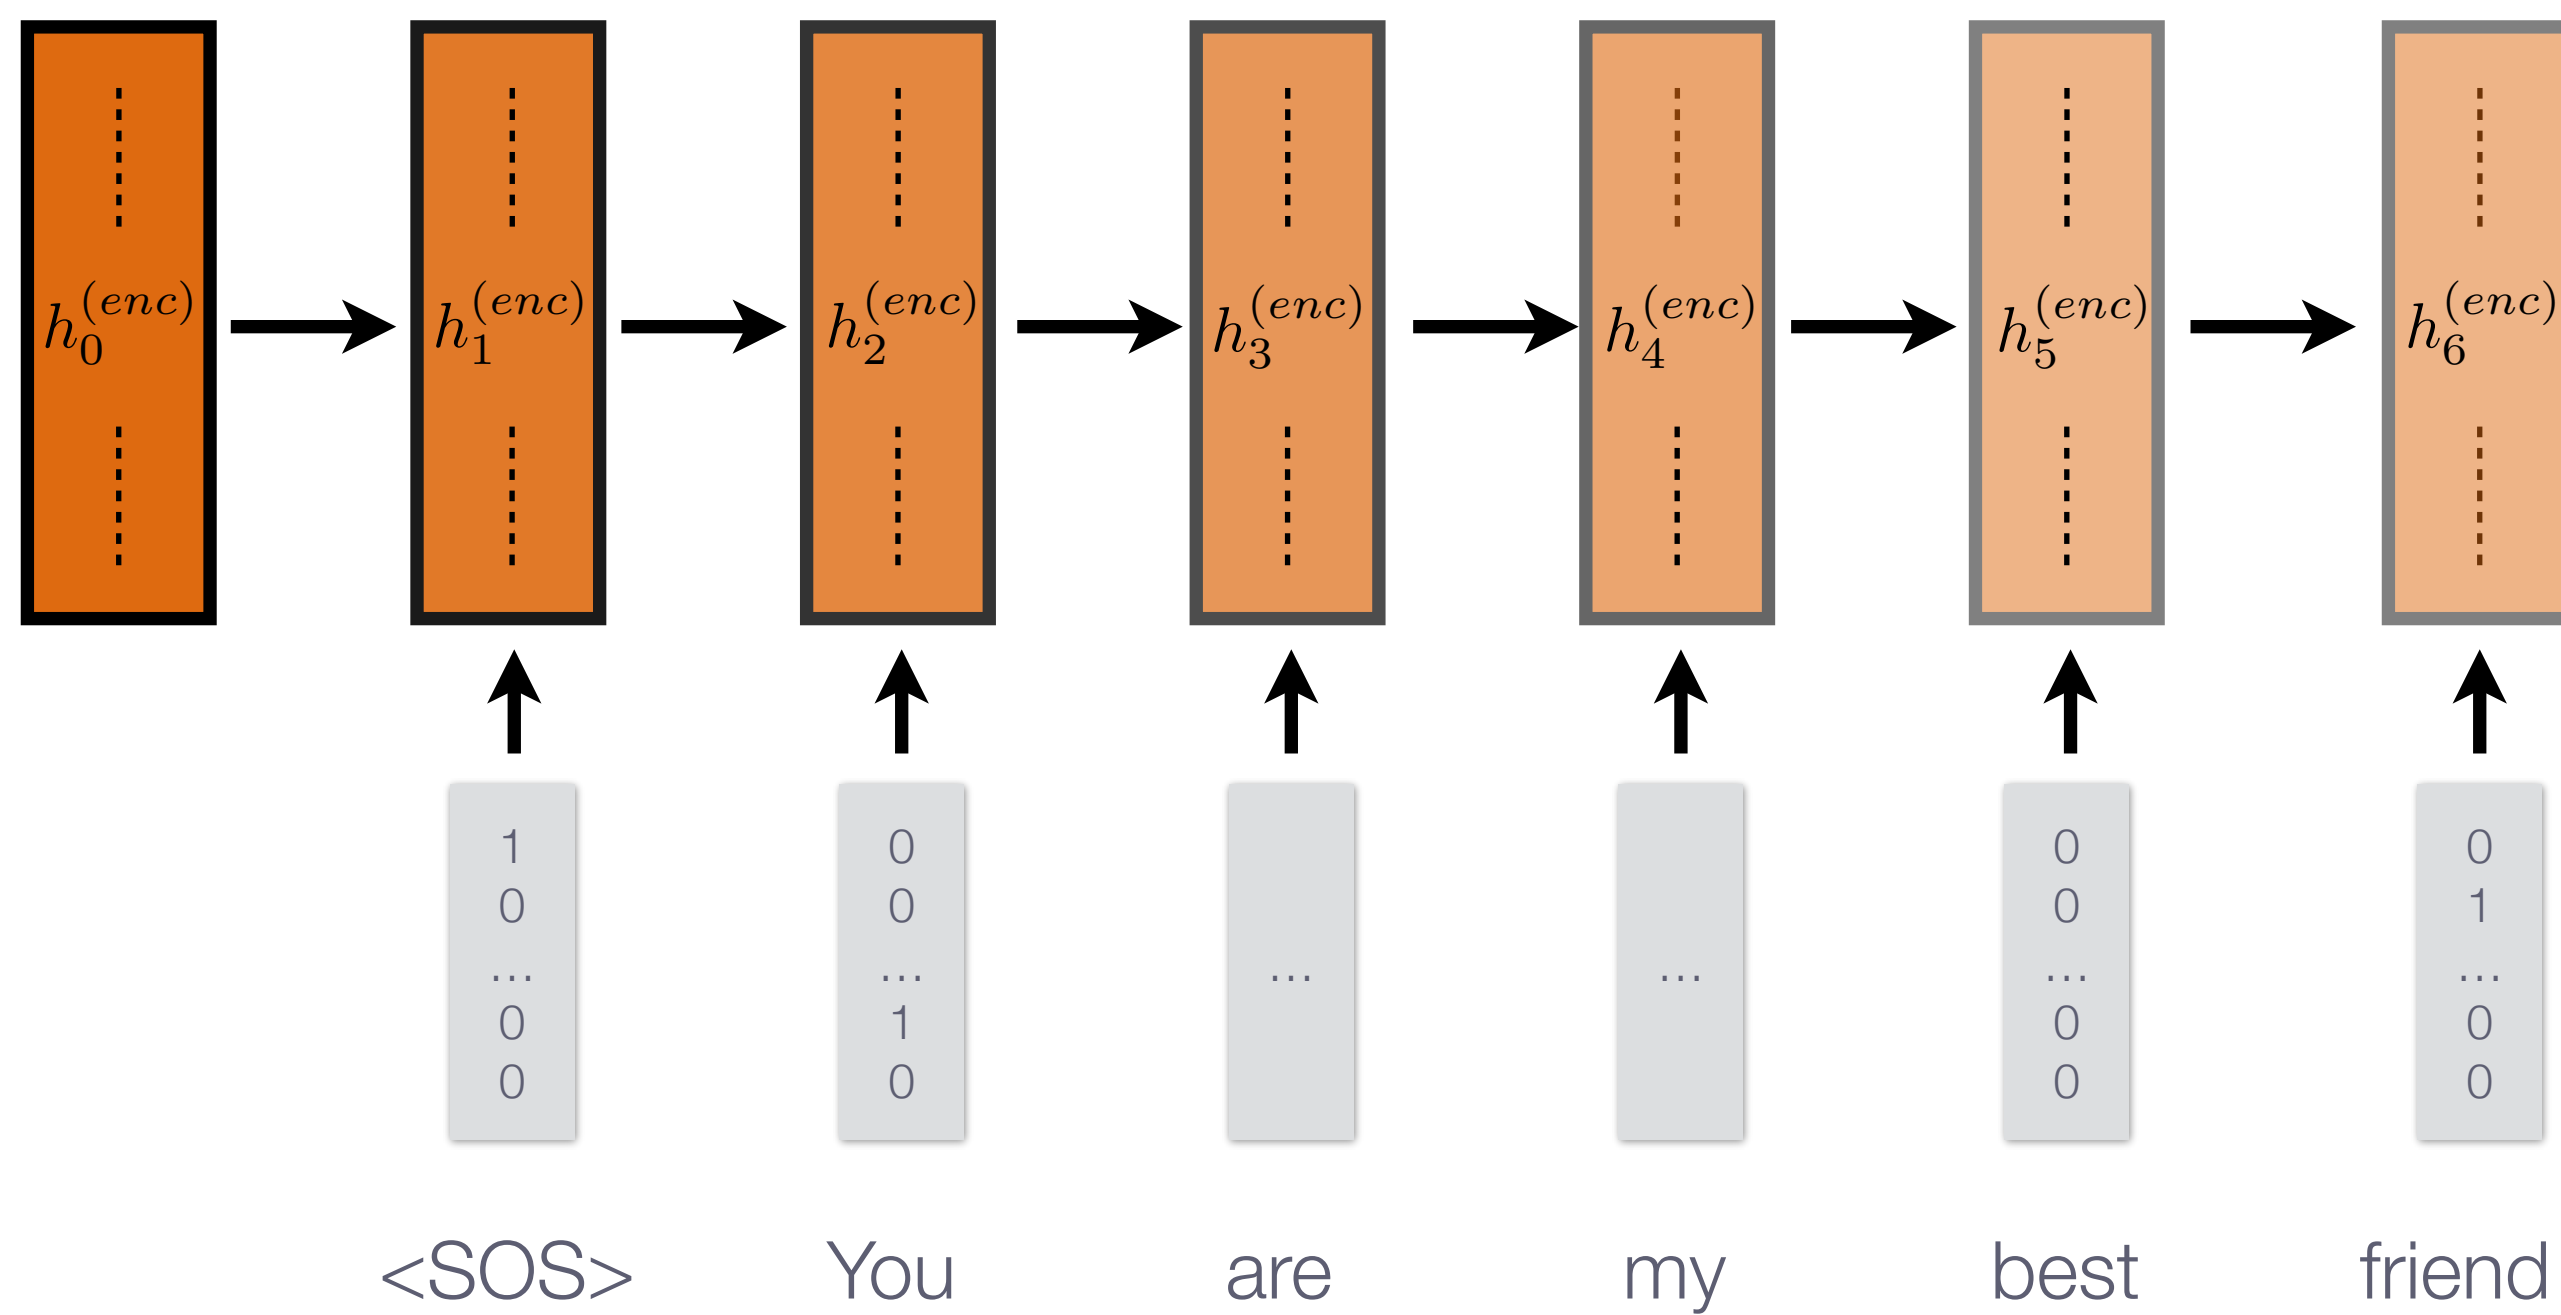 h_0^{(enc)} h_1^{(enc)} h_2^{(enc)} h_3^{(enc)} h_4^{(enc)} h_5^{(enc)} h_6^{(enc)}
1 0 0 0
0 0 0 1
... ... ... ... ... ...
0 1 0 0
0 0 0 0
<SOS> You are my best friend